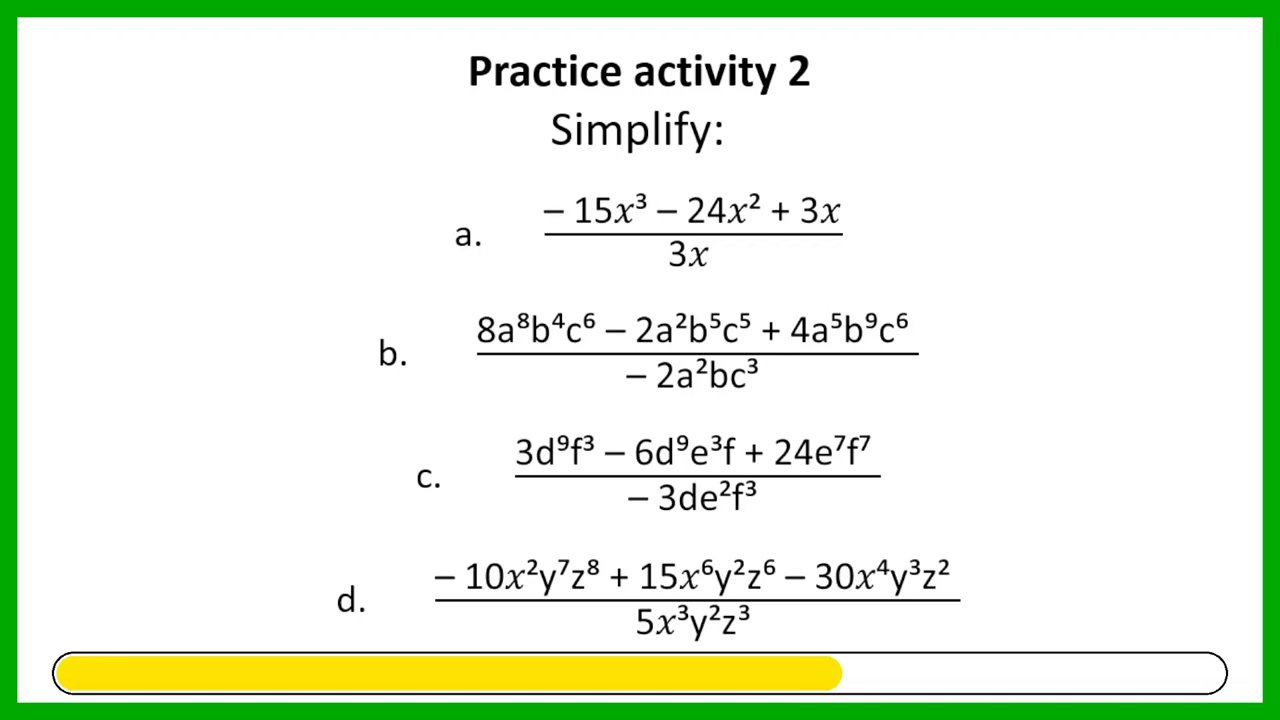 Practice activity 2
Simplify:
a. – 15x³ – 24x² + 3x
3x
b. 8a⁸b⁴c⁶ – 2a²b⁵c⁵ + 4a⁵b⁹c⁶
– 2a²bc³
c. 3d⁹f³ – 6d⁹e³f + 24e⁷f⁷
– 3de²f³
d. – 10x²y⁷z⁸ + 15x⁶y²z⁶ – 30x⁴y³z²
5x³y²z³